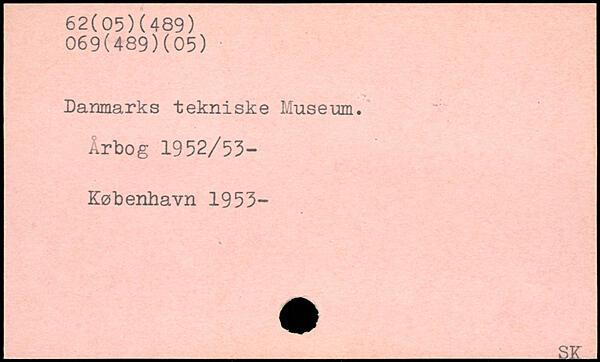 62(05)(489)
069(489)(05)
Danmarks tekniske Museum.
Årbog 1952/53-
København 1953-
SK